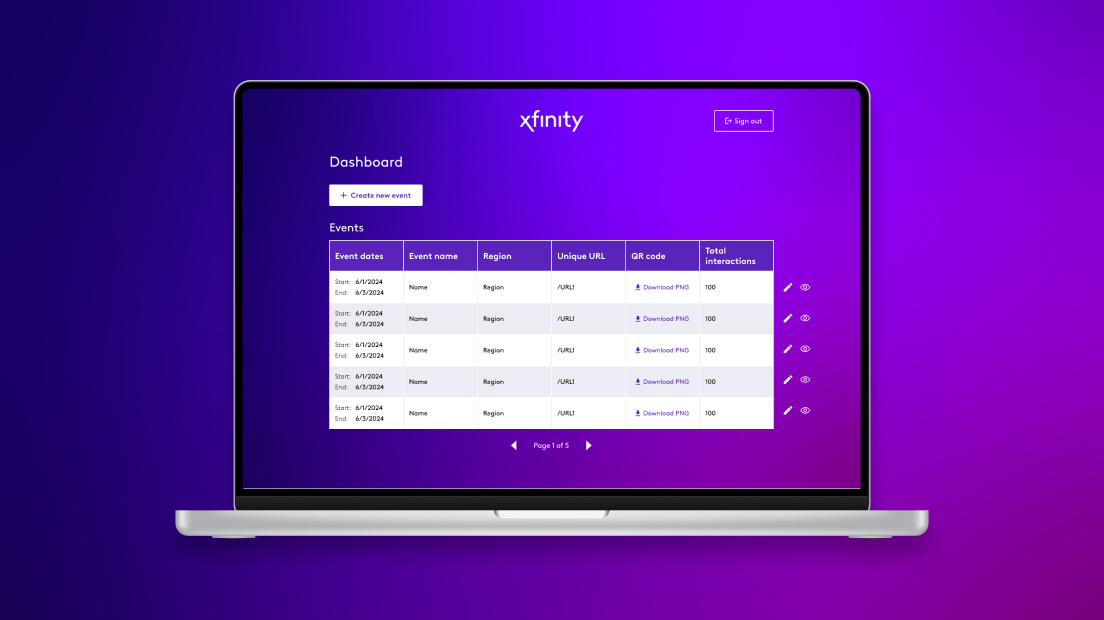 xfinity
Sign out
Dashboard
+ Create new event
Events
Event dates Event name Region Unique URL QR code Total interactions
Start: 6/1/2024
End: 6/3/2024
Name Region /URL1 Download PNG 100
Start: 6/1/2024
End: 6/3/2024
Name Region /URL1 Download PNG 100
Start: 6/1/2024
End: 6/3/2024
Name Region /URL1 Download PNG 100
Start: 6/1/2024
End: 6/3/2024
Name Region /URL1 Download PNG 100
Start: 6/1/2024
End: 6/3/2024
Name Region /URL1 Download PNG 100
Page 1 of 5